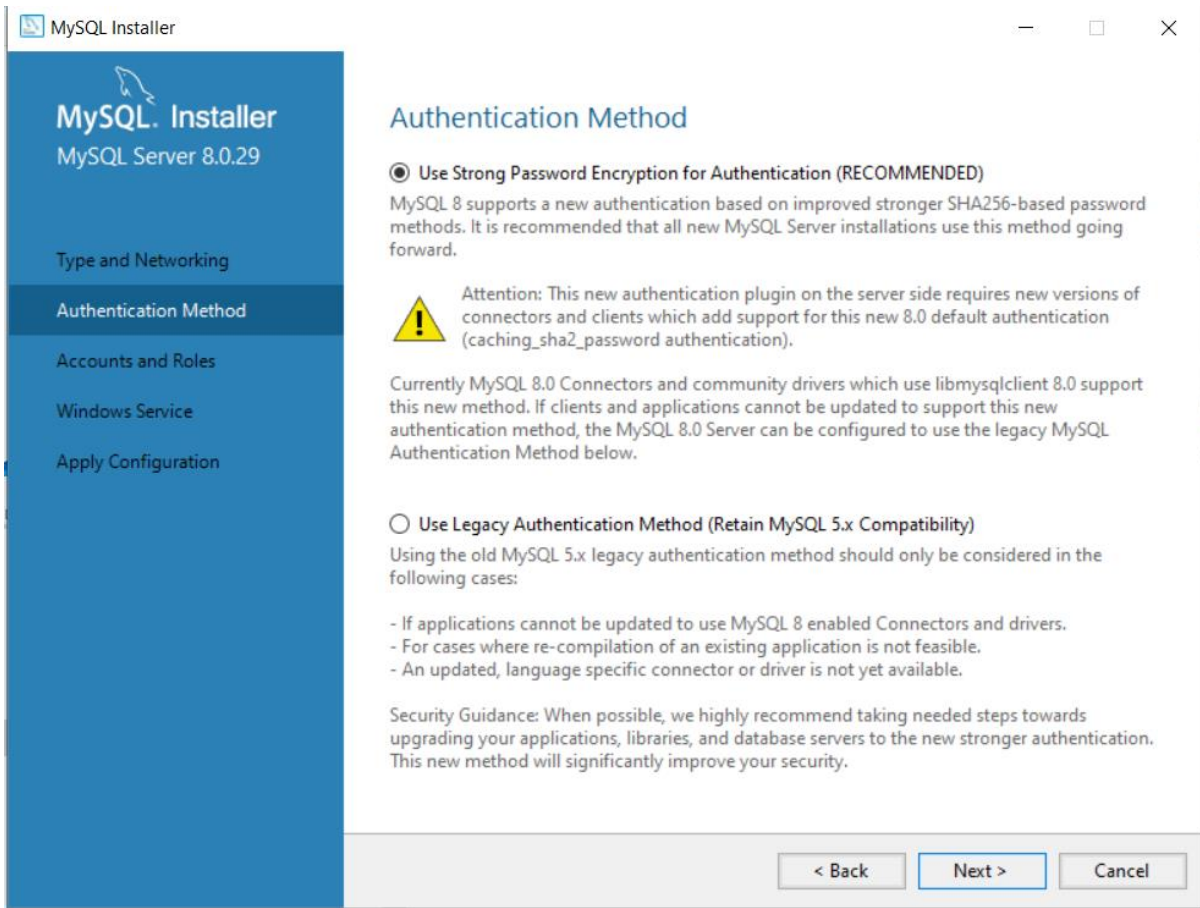 MySQL Installer
MySQL. Installer
MySQL Server 8.0.29
Type and Networking
Authentication Method
Accounts and Roles
Windows Service
Apply Configuration
Authentication Method
Use Strong Password Encryption for Authentication (RECOMMENDED)
MySQL 8 supports a new authentication based on improved stronger SHA256-based password
methods. It is recommended that all new MySQL Server installations use this method going
forward.
Attention: This new authentication plugin on the server side requires new versions of
connectors and clients which add support for this new 8.0 default authentication
(caching_sha2_password authentication).
Currently MySQL 8.0 Connectors and community drivers which use libmysqlclient 8.0 support
this new method. If clients and applications cannot be updated to support this new
authentication method, the MySQL 8.0 Server can be configured to use the legacy MySQL
Authentication Method below.
Use Legacy Authentication Method (Retain MySQL 5.x Compatibility)
Using the old MySQL 5.x legacy authentication method should only be considered in the
following cases:
- If applications cannot be updated to use MySQL 8 enabled Connectors and drivers.
- For cases where re-compilation of an existing application is not feasible.
- An updated, language specific connector or driver is not yet available.
Security Guidance: When possible, we highly recommend taking needed steps towards
upgrading your applications, libraries, and database servers to the new stronger authentication.
This new method will significantly improve your security.
< Back
Next >
Cancel